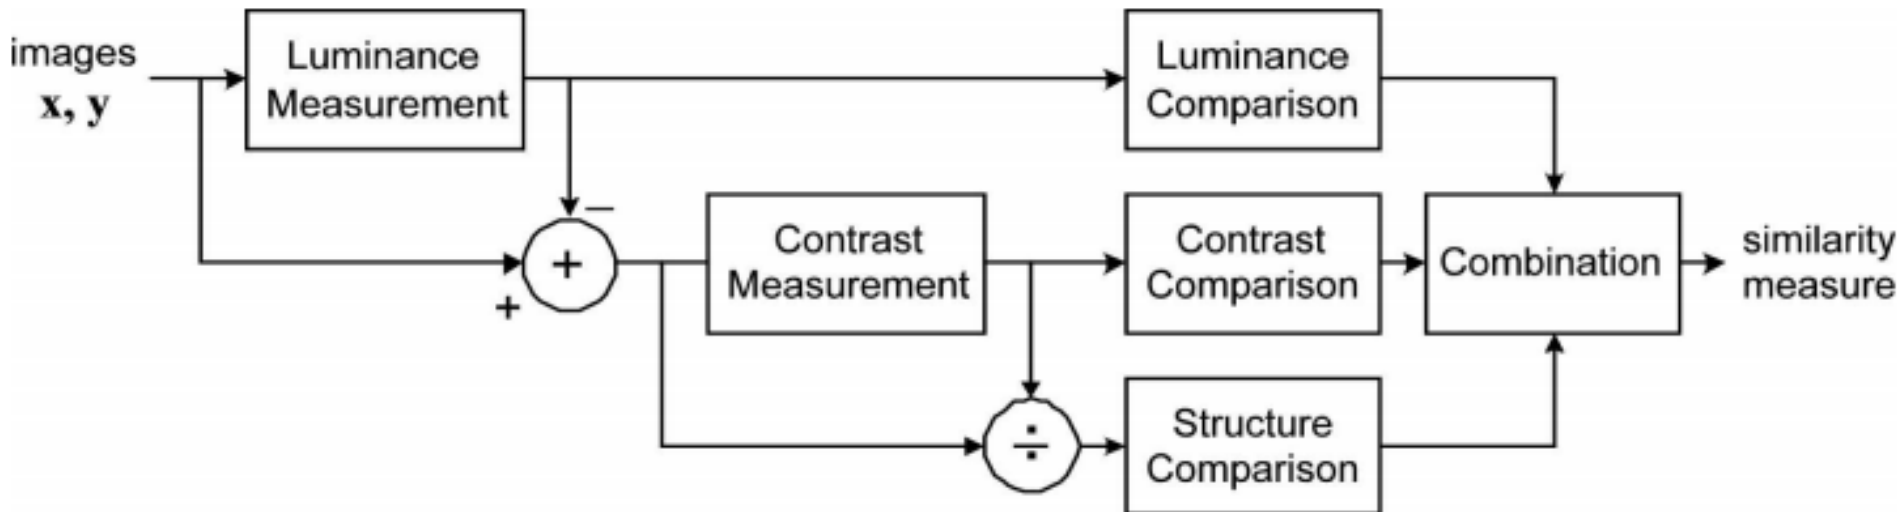 images
x, y
Luminance
Measurement
Luminance
Comparison
−
+
+
Contrast
Measurement
Contrast
Comparison
Combination
similarity
measure
÷
Structure
Comparison